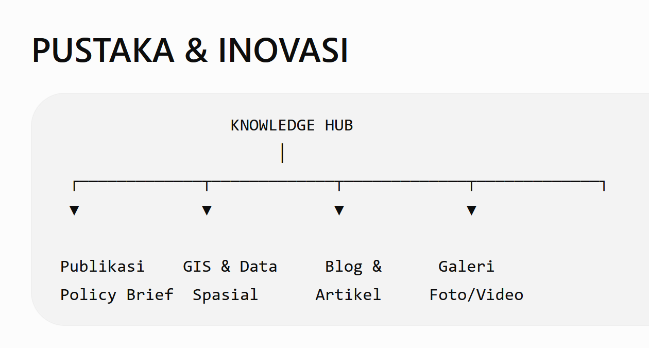 PUSTAKA & INOVASI
KNOWLEDGE HUB
Publikasi GIS & Data Blog & Galeri
Policy Brief Spasial Artikel Foto/Video